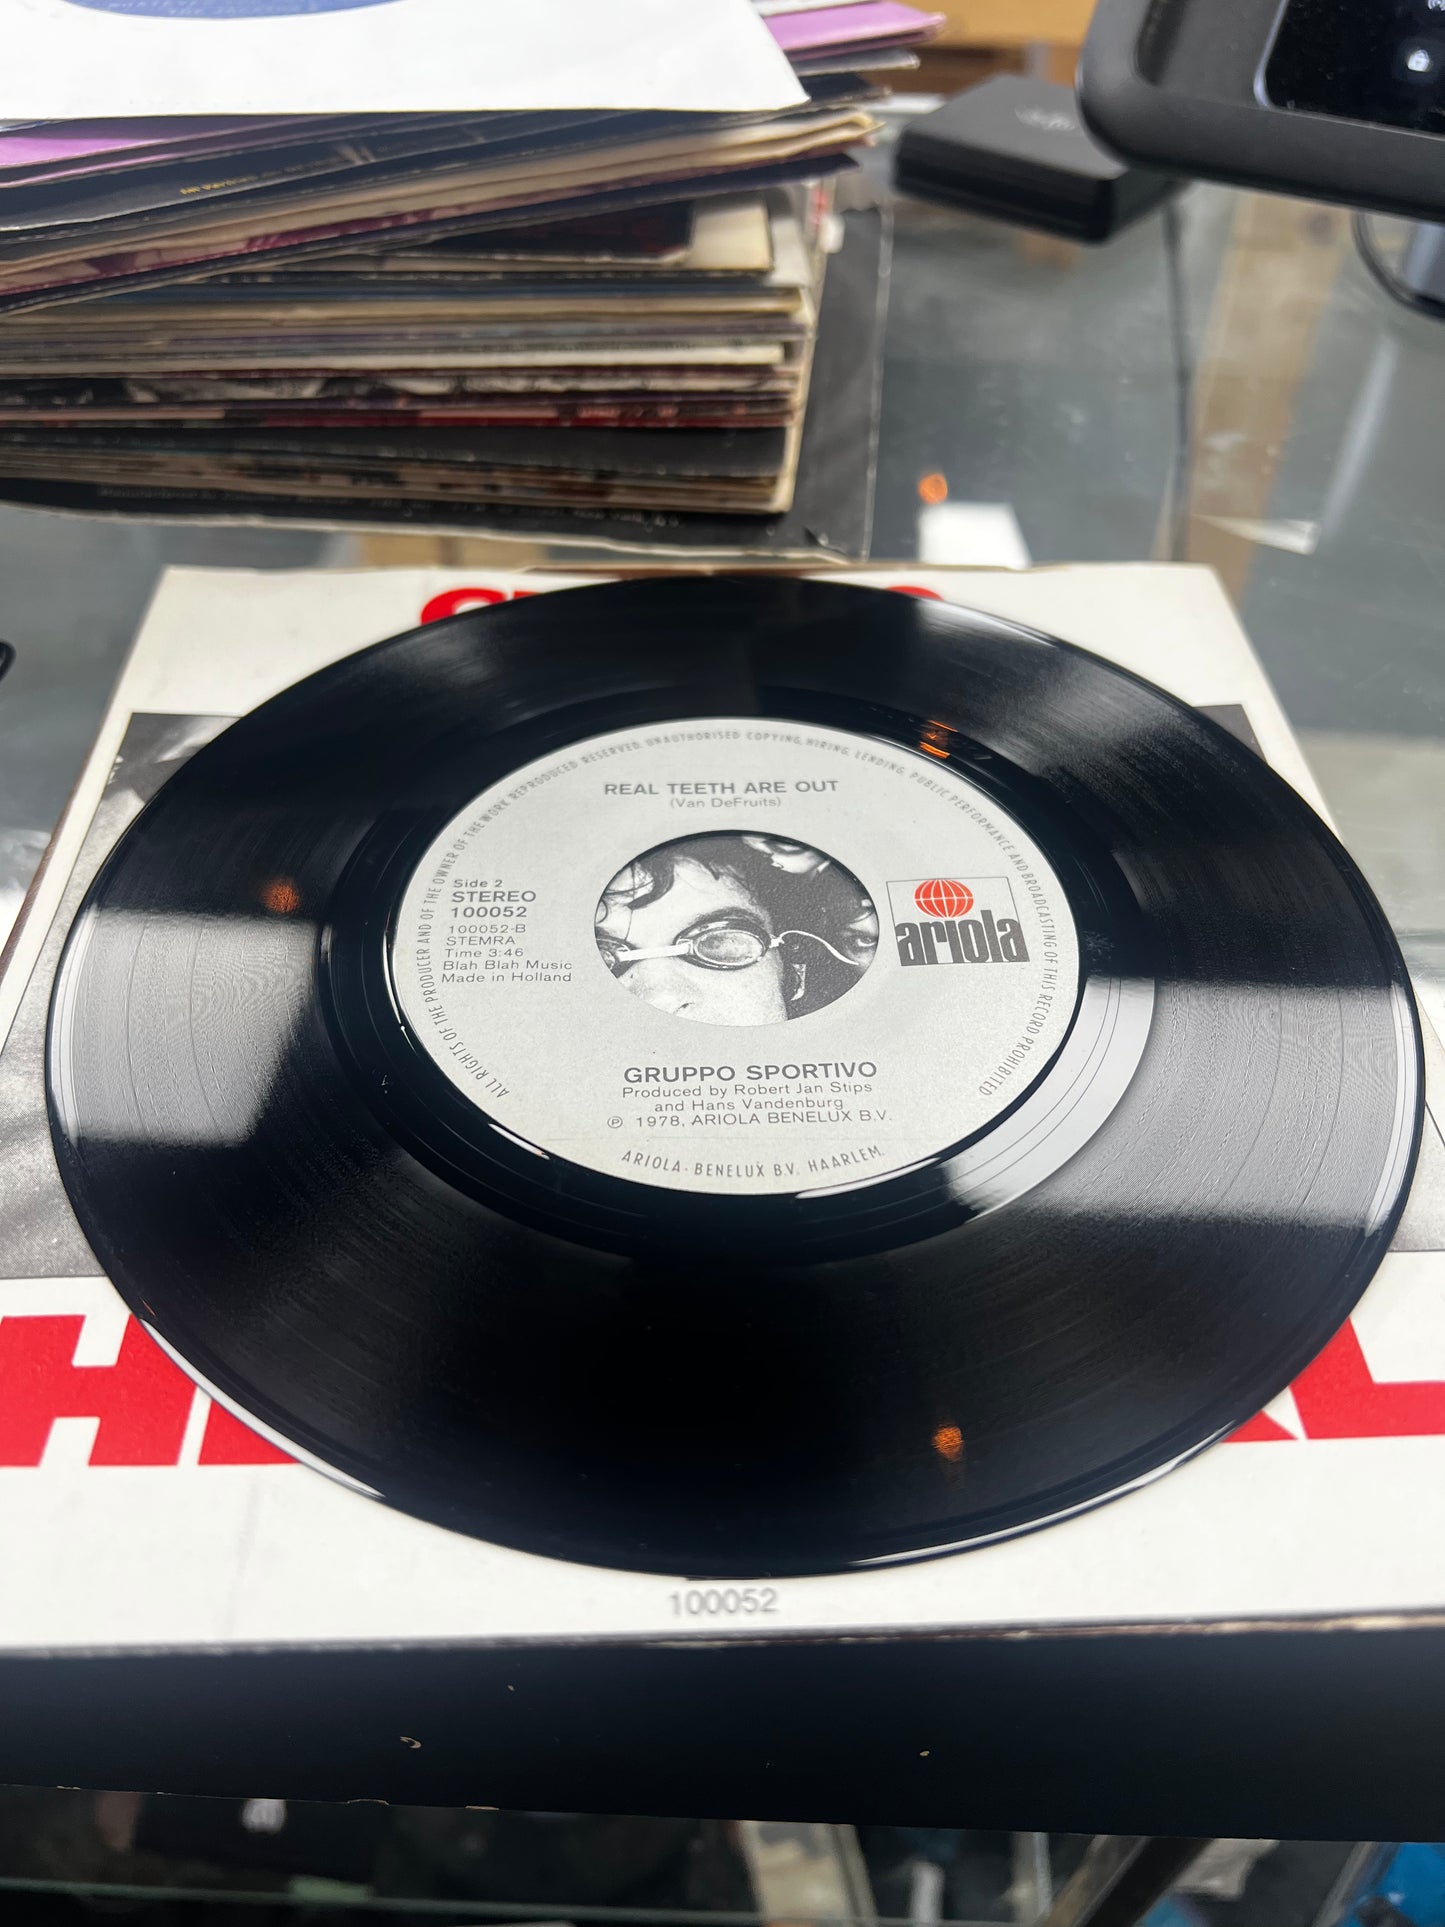 REAL TEETH ARE OUT
(Van DeFruits)
Side 2
STEREO
100052
100052-B
STEMRA
Time 3:46
Blah Blah Music
Made in Holland
ariola
GRUPPO SPORTIVO
Produced by Robert Jan Stips
and Hans Vandenburg
℗ 1978, ARIOLA BENELUX B.V.
ARIOLA-BENELUX B.V. HAARLEM.
ALL RIGHTS OF THE PRODUCER AND OF THE OWNER OF THE WORK REPRODUCED RESERVED. UNAUTHORISED COPYING, HIRING, LENDING, PUBLIC PERFORMANCE AND BROADCASTING OF THIS RECORD PROHIBITED
100052